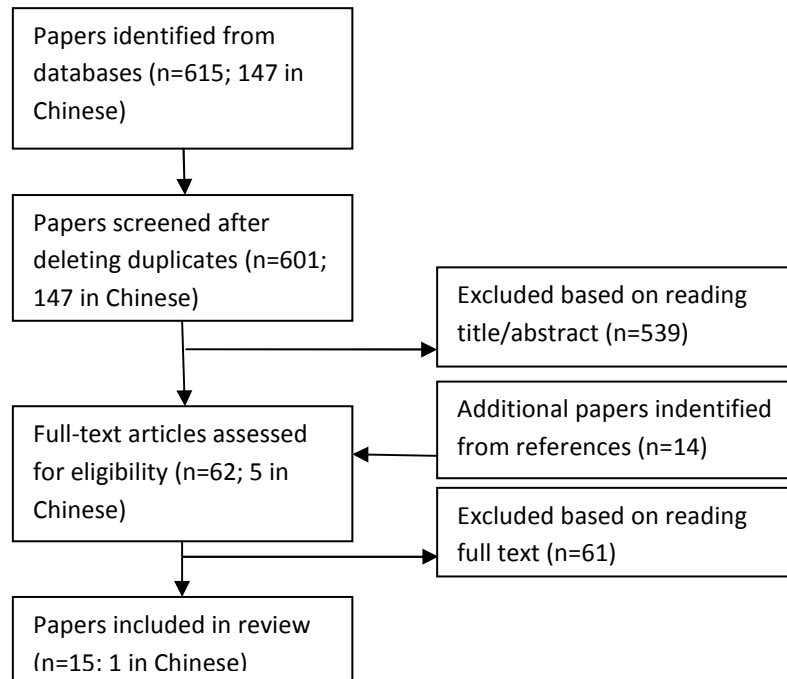 Papers identified from
databases (n=615; 147 in
Chinese)
Papers screened after
deleting duplicates (n=601;
147 in Chinese)
Excluded based on reading
title/abstract (n=539)
Additional papers indentified
from references (n=14)
Full-text articles assessed
for eligibility (n=62; 5 in
Chinese)
Excluded based on reading
full text (n=61)
Papers included in review
(n=15; 1 in Chinese)